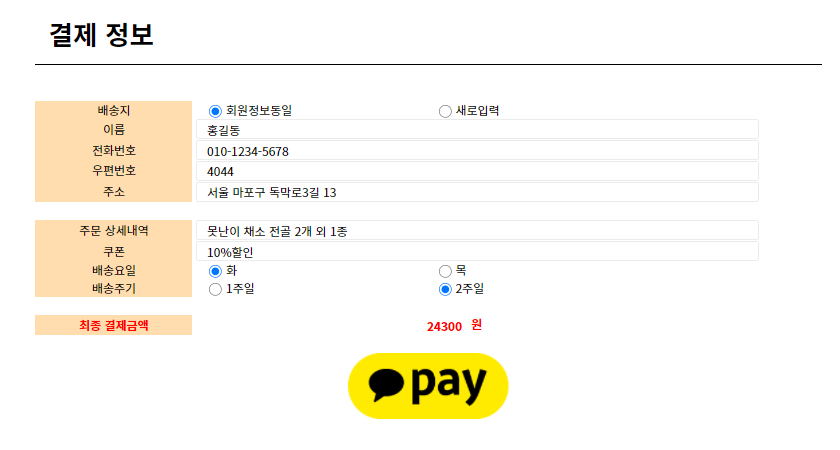 결제 정보
배송지 회원정보동일 새로입력
이름 홍길동
전화번호 010-1234-5678
우편번호 4044
주소 서울 마포구 독막로3길 13
주문 상세내역 못난이 채소 전골 2개 외 1종
쿠폰 10%할인
배송요일 화 목
배송주기 1주일 2주일
최종 결제금액 24300 원
pay